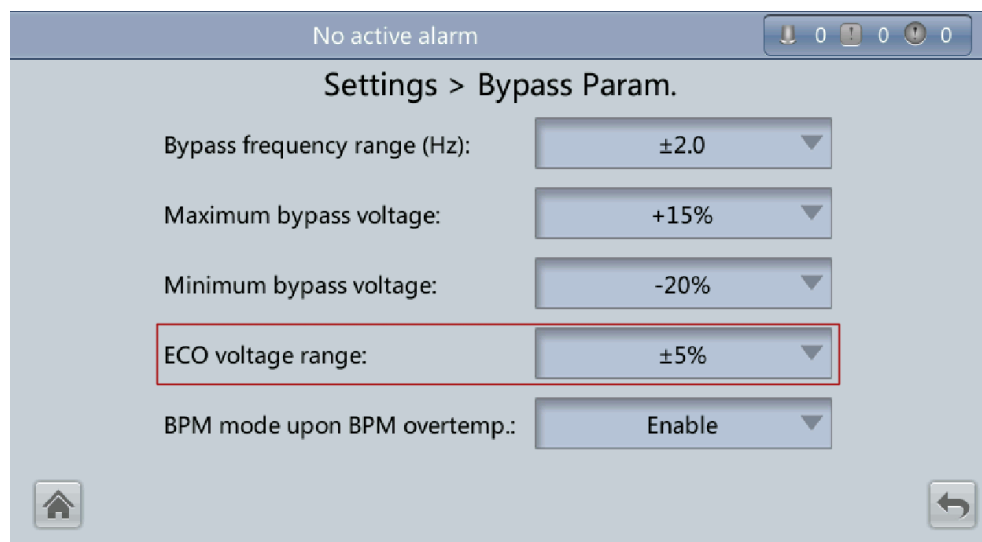 No active alarm 0 0 0
Settings > Bypass Param.
Bypass frequency range (Hz): ±2.0
Maximum bypass voltage: +15%
Minimum bypass voltage: -20%
ECO voltage range: ±5%
BPM mode upon BPM overtemp.: Enable